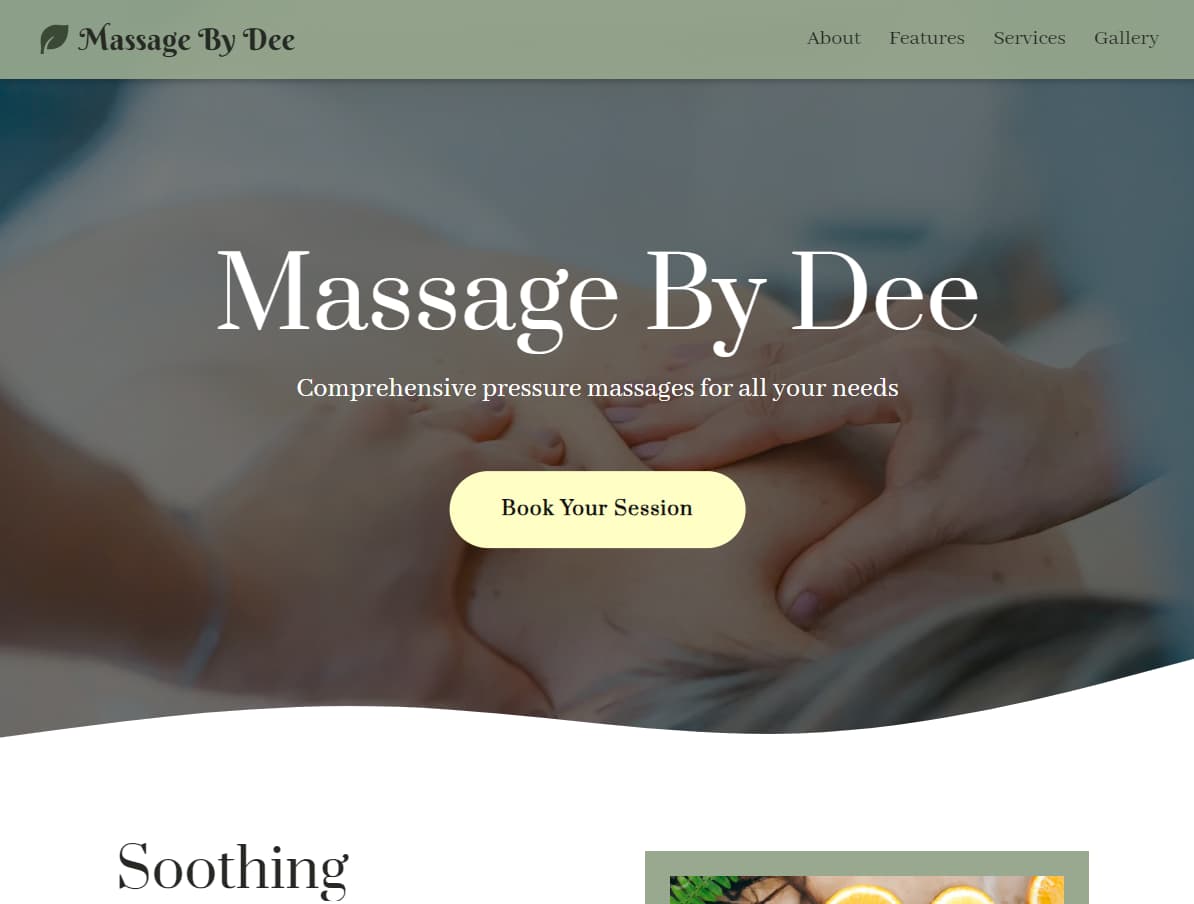 Massage By Dee
About Features Services Gallery
Massage By Dee
Comprehensive pressure massages for all your needs
Book Your Session
Soothing